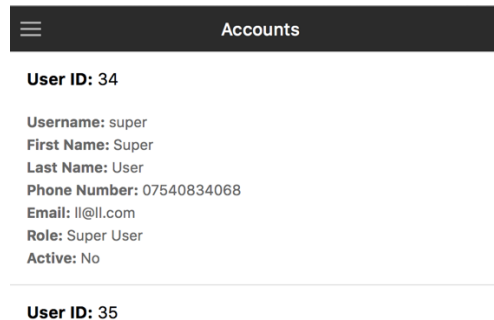 Accounts
User ID: 34
Username: super
First Name: Super
Last Name: User
Phone Number: 07540834068
Email: ll@ll.com
Role: Super User
Active: No
User ID: 35